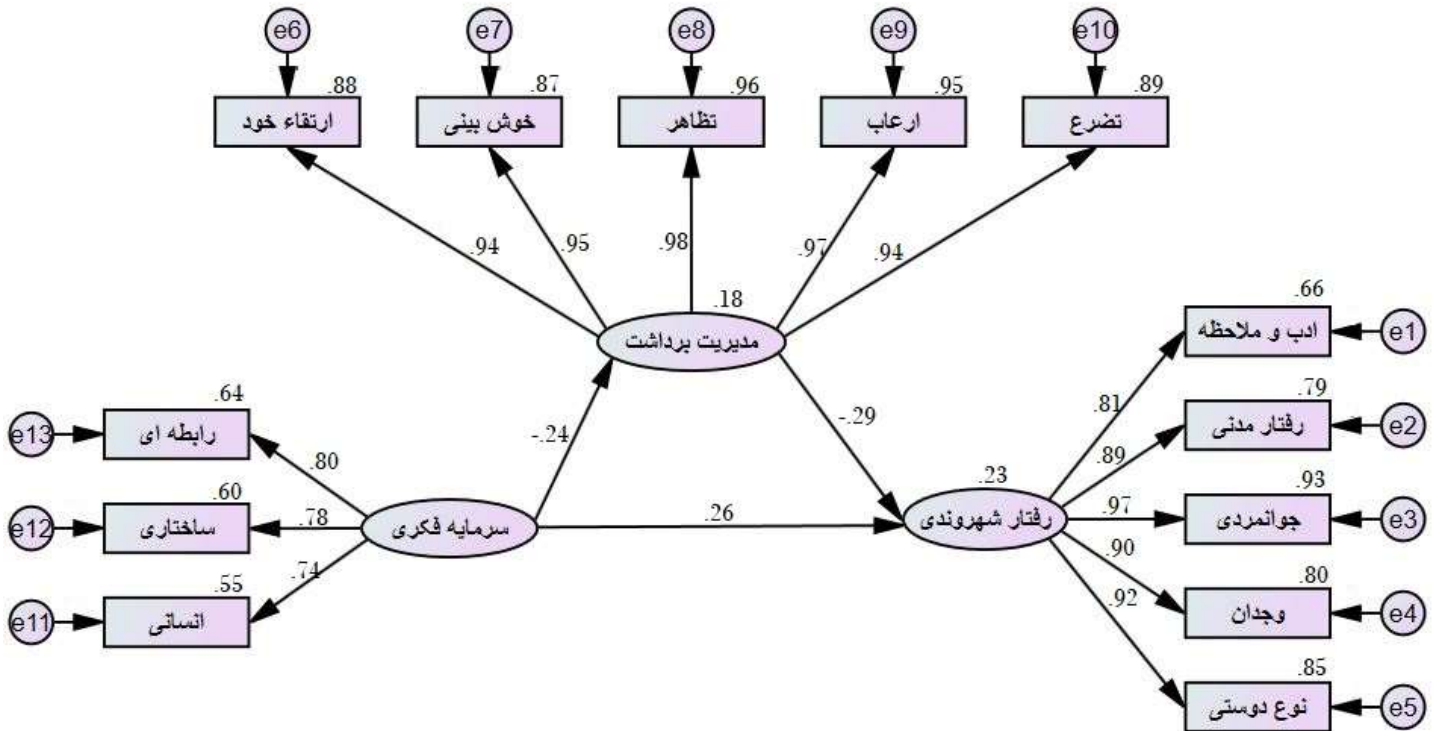 e6 e7 e8 e9 e10
.88 .87 .96 .95 .89
ارتقاء خود
خوش بینی
تظاهر
ارعاب
تضرع
.94 .95 .98 .97 .94
.18
مدیریت برداشت
.66
ادب و ملاحظه
e1
.64
رابطه ای
e13
-.24
-.29
.81
.79
رفتار مدنی
e2
.80
.89
.60
ساختاری
e12
.78
سرمایه فکری
.26
.23
رفتار شهروندی
.97
.93
جوانمردی
e3
.74
.55
انسانی
e11
.90
.80
وجدان
e4
.92
.85
نوع دوستی
e5